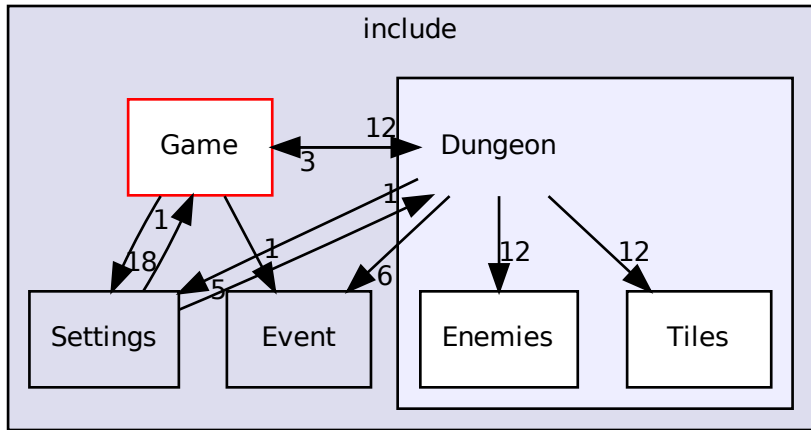 include
Game
12
3
Dungeon
1
1
18
1
5
6
12
12
Settings
Event
Enemies
Tiles